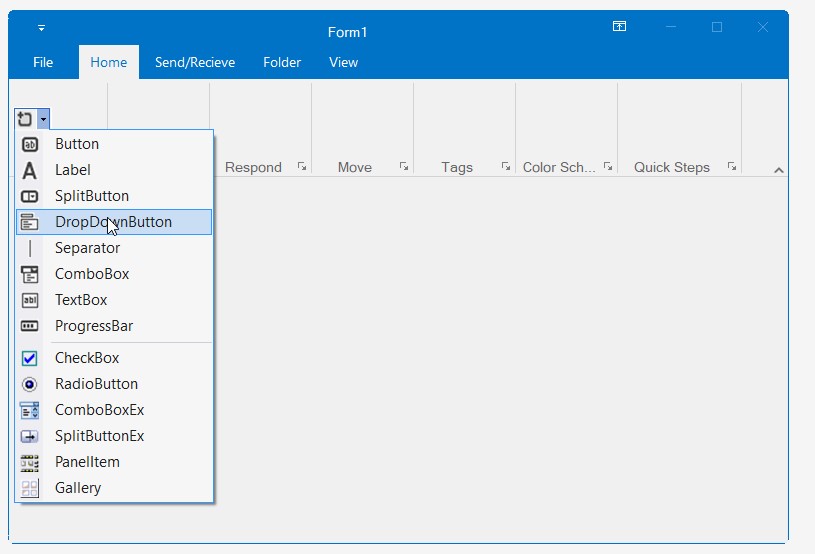 Form1
File Home Send/Recieve Folder View
Respond Move Tags Color Sch... Quick Steps
Button
Label
SplitButton
DropDownButton
Separator
ComboBox
TextBox
ProgressBar
CheckBox
RadioButton
ComboBoxEx
SplitButtonEx
PanelItem
Gallery